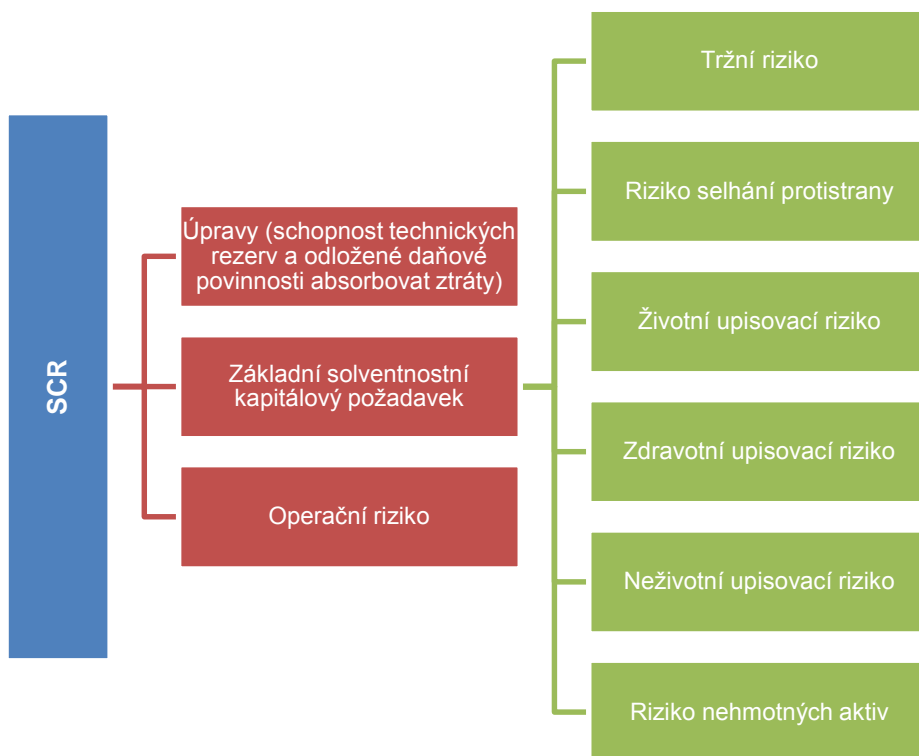 SCR
Úpravy (schopnost technických
rezerv a odložené daňové
povinnosti absorbovat ztráty)
Základní solventnostní
kapitálový požadavek
Operační riziko
Tržní riziko
Riziko selhání protistrany
Životní upisovací riziko
Zdravotní upisovací riziko
Neživotní upisovací riziko
Riziko nehmotných aktiv